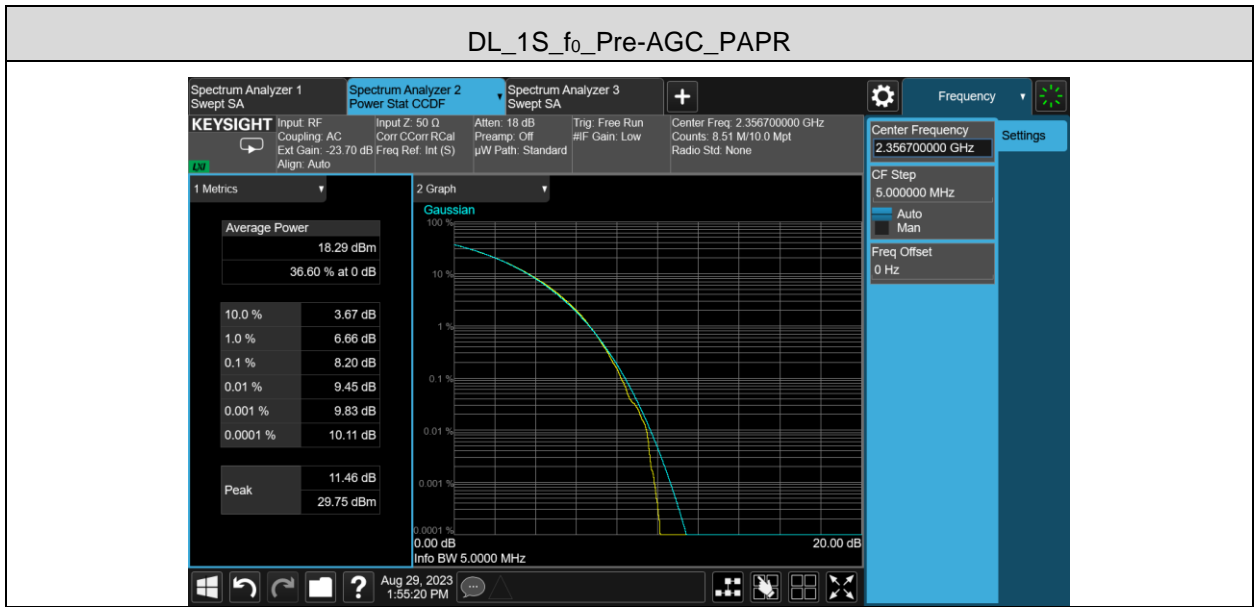 DL_1S_f0_Pre-AGC_PAPR
Spectrum Analyzer 1
Swept SA
Spectrum Analyzer 2
Power Stat CCDF
Spectrum Analyzer 3
Swept SA
Frequency
KEYSIGHT
Input: RF
Coupling: AC
Ext Gain: -23.70 dB
Align: Auto
Input Z: 50 Ω
Corr CCorr RCal
Freq Ref: Int (S)
Atten: 18 dB
Preamp: Off
µW Path: Standard
Trig: Free Run
#IF Gain: Low
Center Freq: 2.356700000 GHz
Counts: 8.51 M/10.0 Mpt
Radio Std: None
LXI
Center Frequency
2.356700000 GHz
Settings
CF Step
5.000000 MHz
Auto
Man
Freq Offset
0 Hz
1 Metrics
Average Power
18.29 dBm
36.60 % at 0 dB
10.0 % 3.67 dB
1.0 % 6.66 dB
0.1 % 8.20 dB
0.01 % 9.45 dB
0.001 % 9.83 dB
0.0001 % 10.11 dB
Peak
11.46 dB
29.75 dBm
2 Graph
Gaussian
100 %
10 %
1 %
0.1 %
0.01 %
0.001 %
0.0001 %
0.00 dB
20.00 dB
Info BW 5.0000 MHz
?
Aug 29, 2023
1:55:20 PM